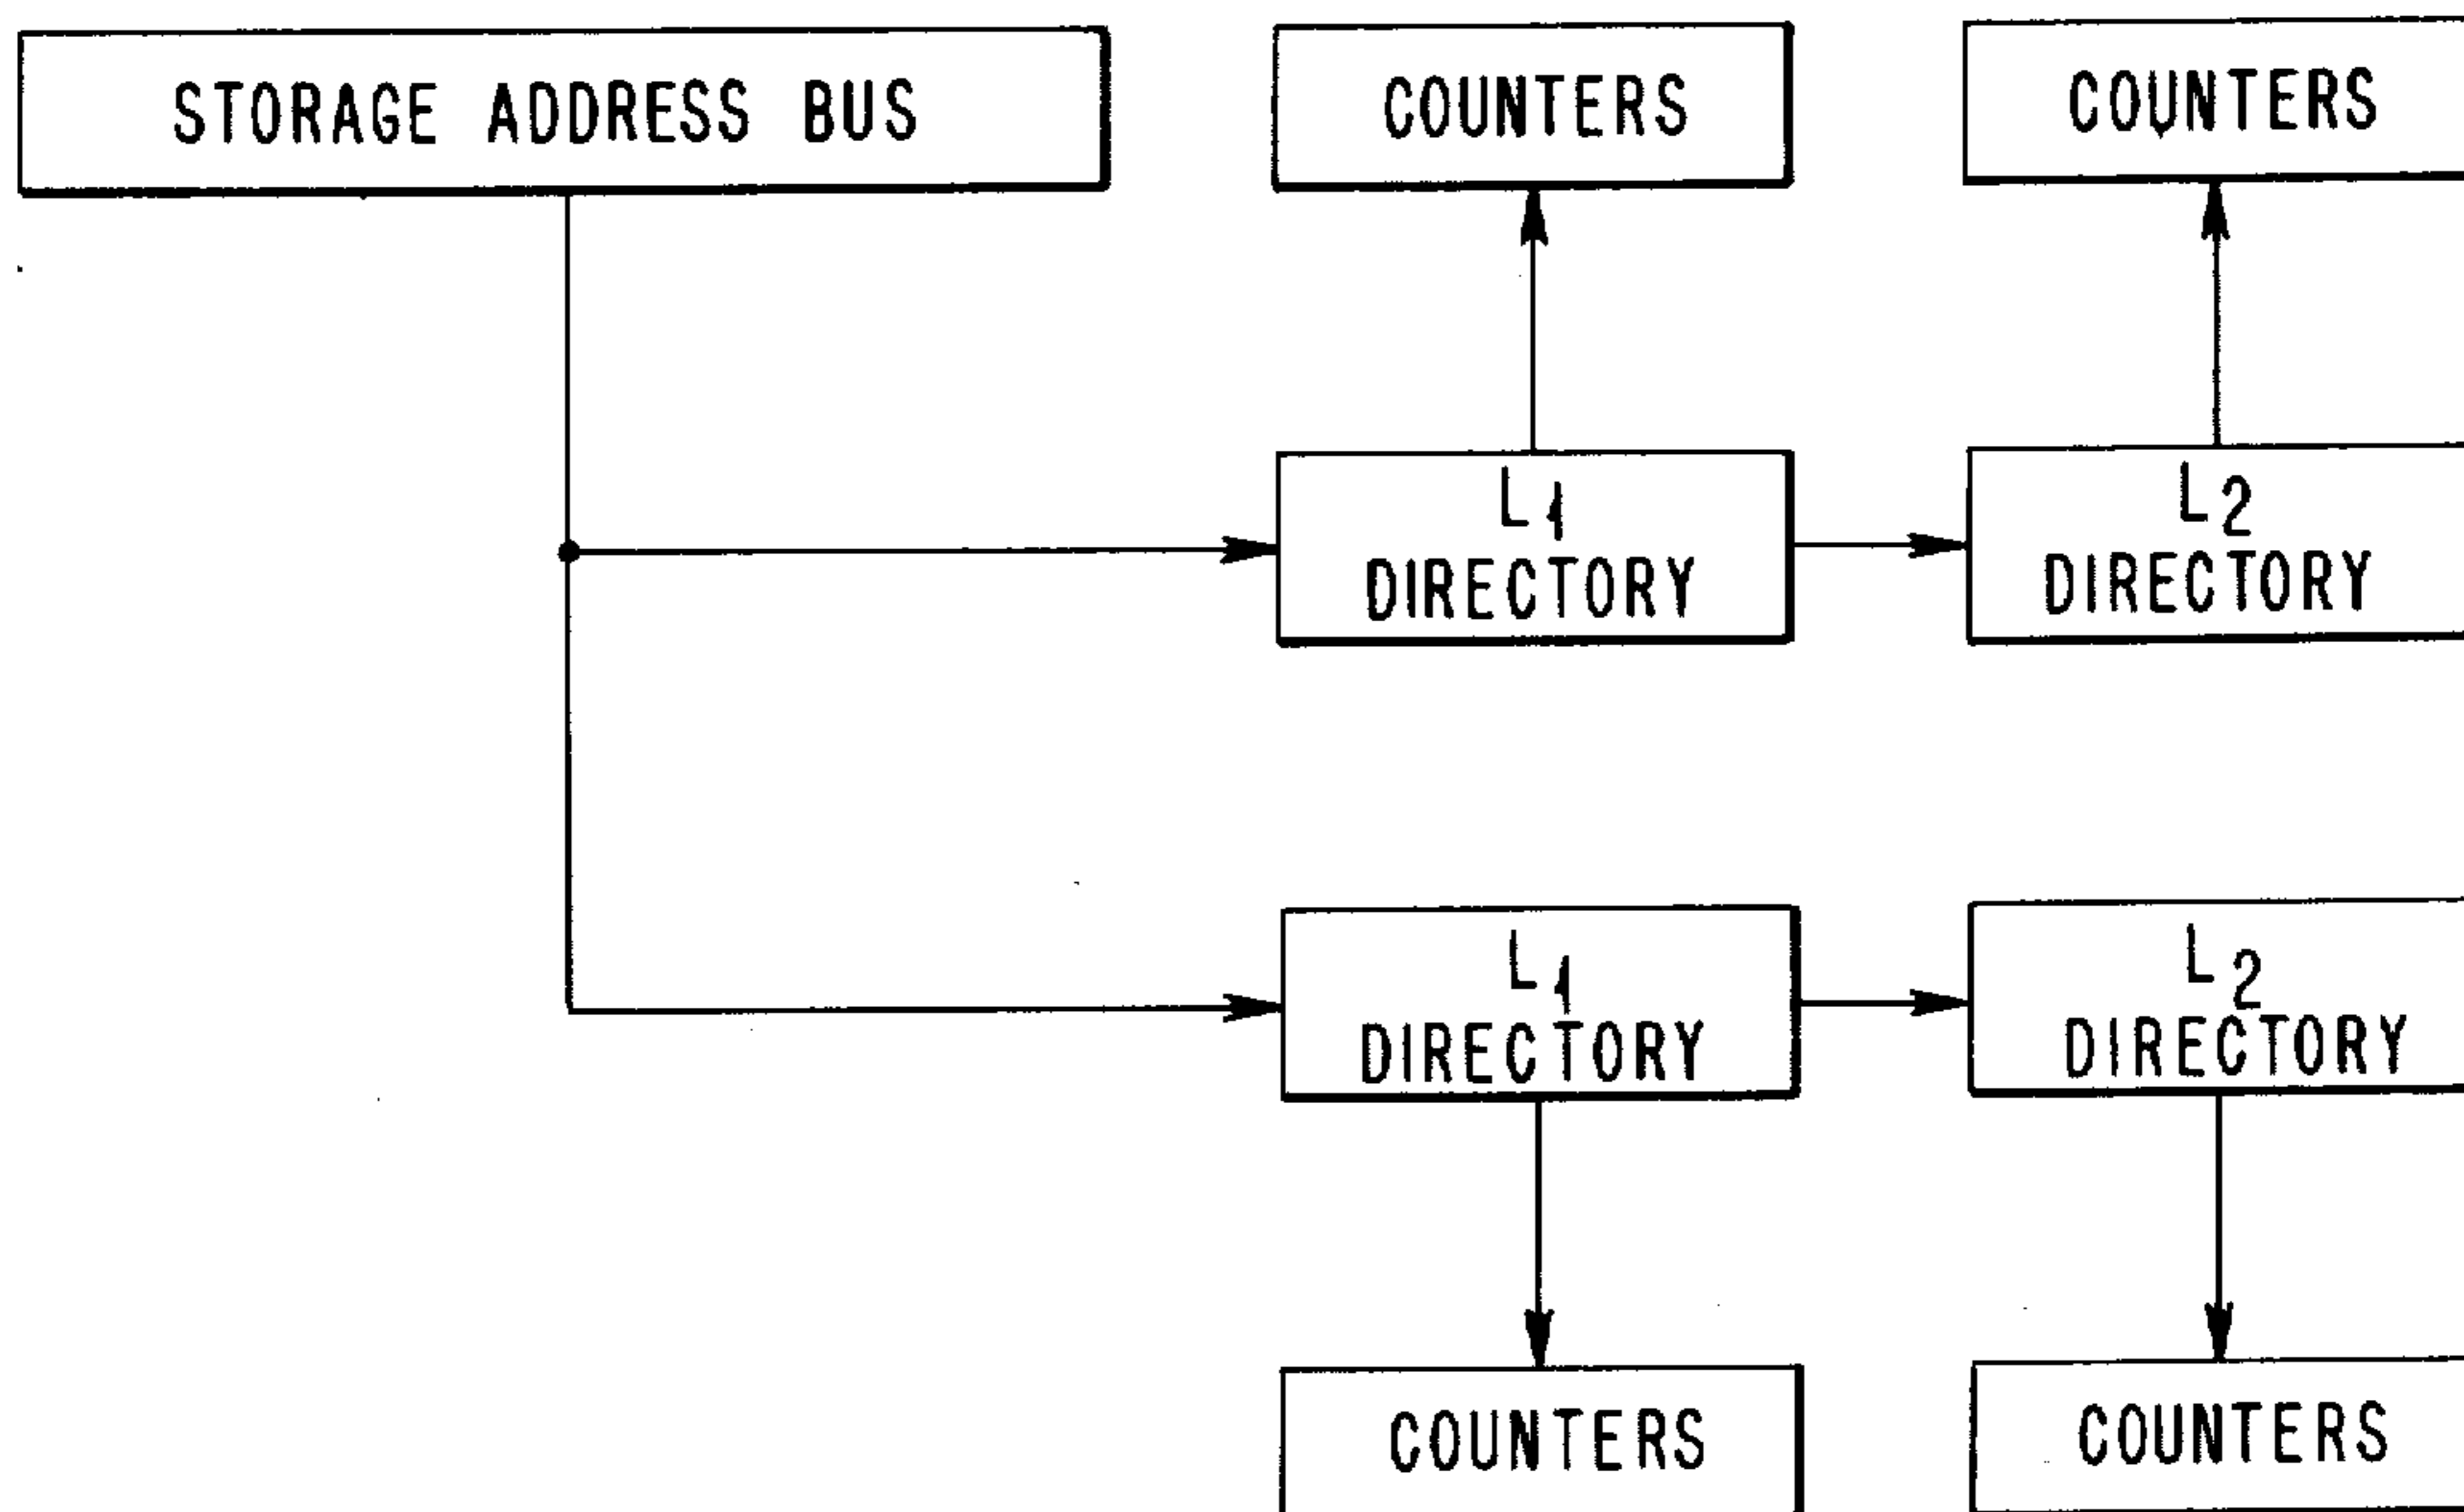 STORAGE ADDRESS BUS
COUNTERS
COUNTERS
L1
DIRECTORY
L2
DIRECTORY
L1
DIRECTORY
L2
DIRECTORY
COUNTERS
COUNTERS